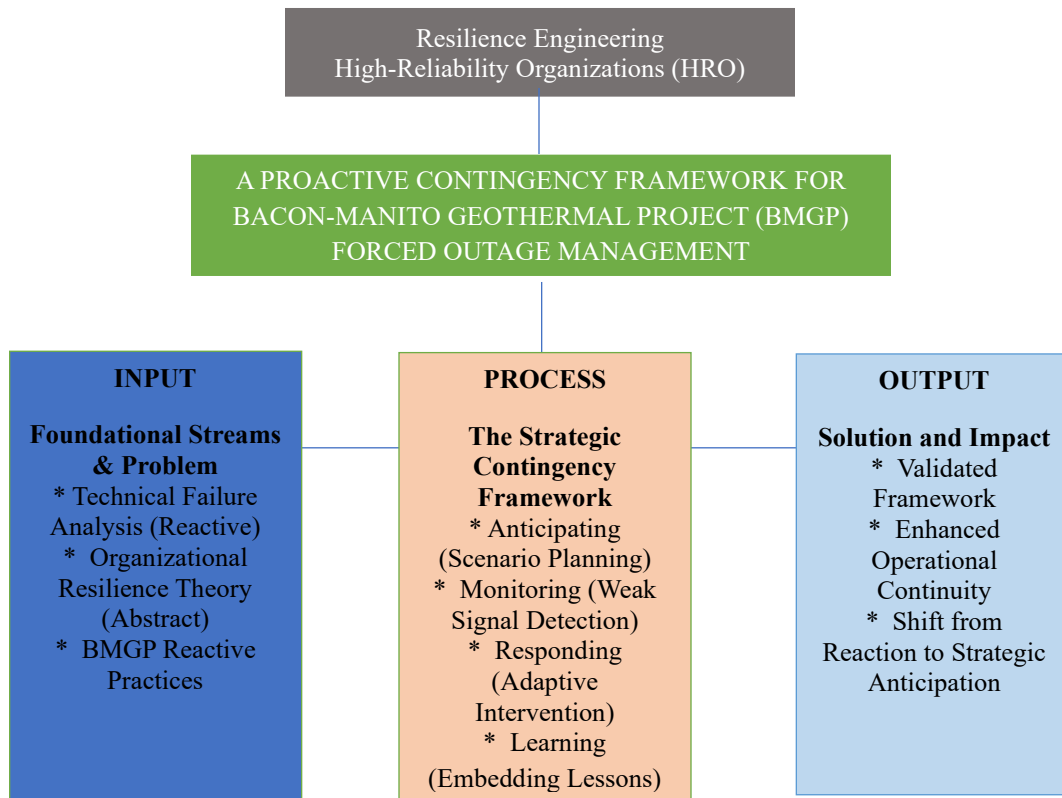 Resilience Engineering
High-Reliability Organizations (HRO)
A PROACTIVE CONTINGENCY FRAMEWORK FOR
BACON-MANITO GEOTHERMAL PROJECT (BMGP)
FORCED OUTAGE MANAGEMENT
INPUT
Foundational Streams
& Problem
* Technical Failure
Analysis (Reactive)
* Organizational
Resilience Theory
(Abstract)
* BMGP Reactive
Practices
PROCESS
The Strategic
Contingency
Framework
* Anticipating
(Scenario Planning)
* Monitoring (Weak
Signal Detection)
* Responding
(Adaptive
Intervention)
* Learning
(Embedding Lessons)
OUTPUT
Solution and Impact
* Validated
Framework
* Enhanced
Operational
Continuity
* Shift from
Reaction to Strategic
Anticipation